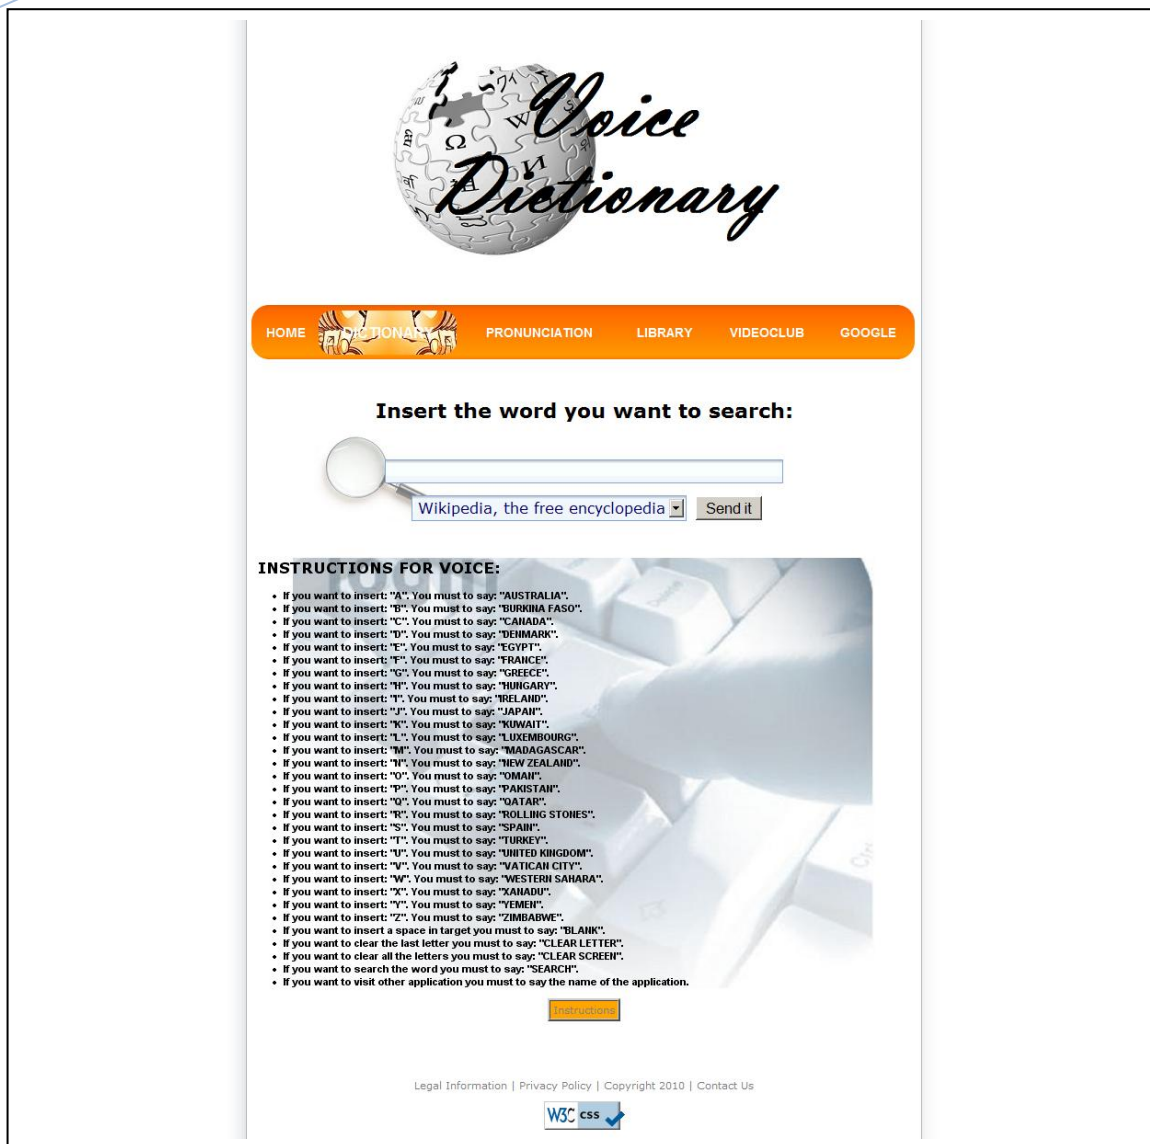 Voice
Dictionary
HOME DICTIONARY PRONUNCIATION LIBRARY VIDEOCLUB GOOGLE
Insert the word you want to search:
Wikipedia, the free encyclopedia Send it
INSTRUCTIONS FOR VOICE:
• If you want to insert: "A". You must to say: "AUSTRALIA".
• If you want to insert: "B". You must to say: "BURKINA FASO".
• If you want to insert: "C". You must to say: "CANADA".
• If you want to insert: "D". You must to say: "DENMARK".
• If you want to insert: "E". You must to say: "EGYPT".
• If you want to insert: "F". You must to say: "FRANCE".
• If you want to insert: "G". You must to say: "GREECE".
• If you want to insert: "H". You must to say: "HUNGARY".
• If you want to insert: "I". You must to say: "IRELAND".
• If you want to insert: "J". You must to say: "JAPAN".
• If you want to insert: "K". You must to say: "KUWAIT".
• If you want to insert: "L". You must to say: "LUXEMBOURG".
• If you want to insert: "M". You must to say: "MADAGASCAR".
• If you want to insert: "N". You must to say: "NEW ZEALAND".
• If you want to insert: "O". You must to say: "OMAN".
• If you want to insert: "P". You must to say: "PAKISTAN".
• If you want to insert: "Q". You must to say: "QATAR".
• If you want to insert: "R". You must to say: "ROLLING STONES".
• If you want to insert: "S". You must to say: "SPAIN".
• If you want to insert: "T". You must to say: "TURKEY".
• If you want to insert: "U". You must to say: "UNITED KINGDOM".
• If you want to insert: "V". You must to say: "VATICAN CITY".
• If you want to insert: "W". You must to say: "WESTERN SAHARA".
• If you want to insert: "X". You must to say: "XANADU".
• If you want to insert: "Y". You must to say: "YEMEN".
• If you want to insert: "Z". You must to say: "ZIMBABWE".
• If you want to insert a space in target you must to say: "BLANK".
• If you want to clear the last letter you must to say: "CLEAR LETTER".
• If you want to clear all the letters you must to say: "CLEAR SCREEN".
• If you want to search the word you must to say: "SEARCH".
• If you want to visit other application you must to say the name of the application.
Instructions
Legal Information | Privacy Policy | Copyright 2010 | Contact Us
W3C css